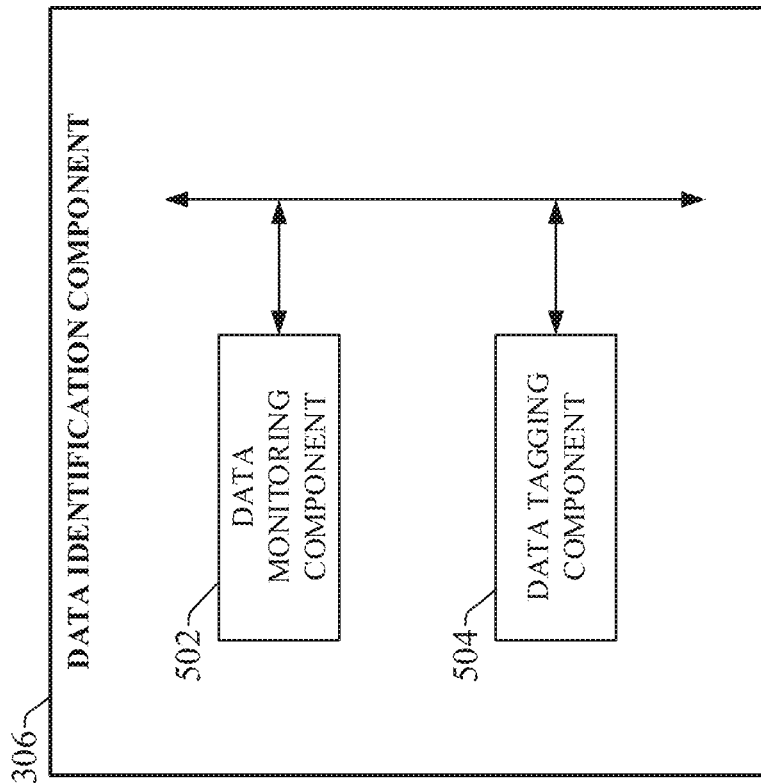 306
DATA IDENTIFICATION COMPONENT
502
DATA
MONITORING
COMPONENT
504
DATA TAGGING
COMPONENT